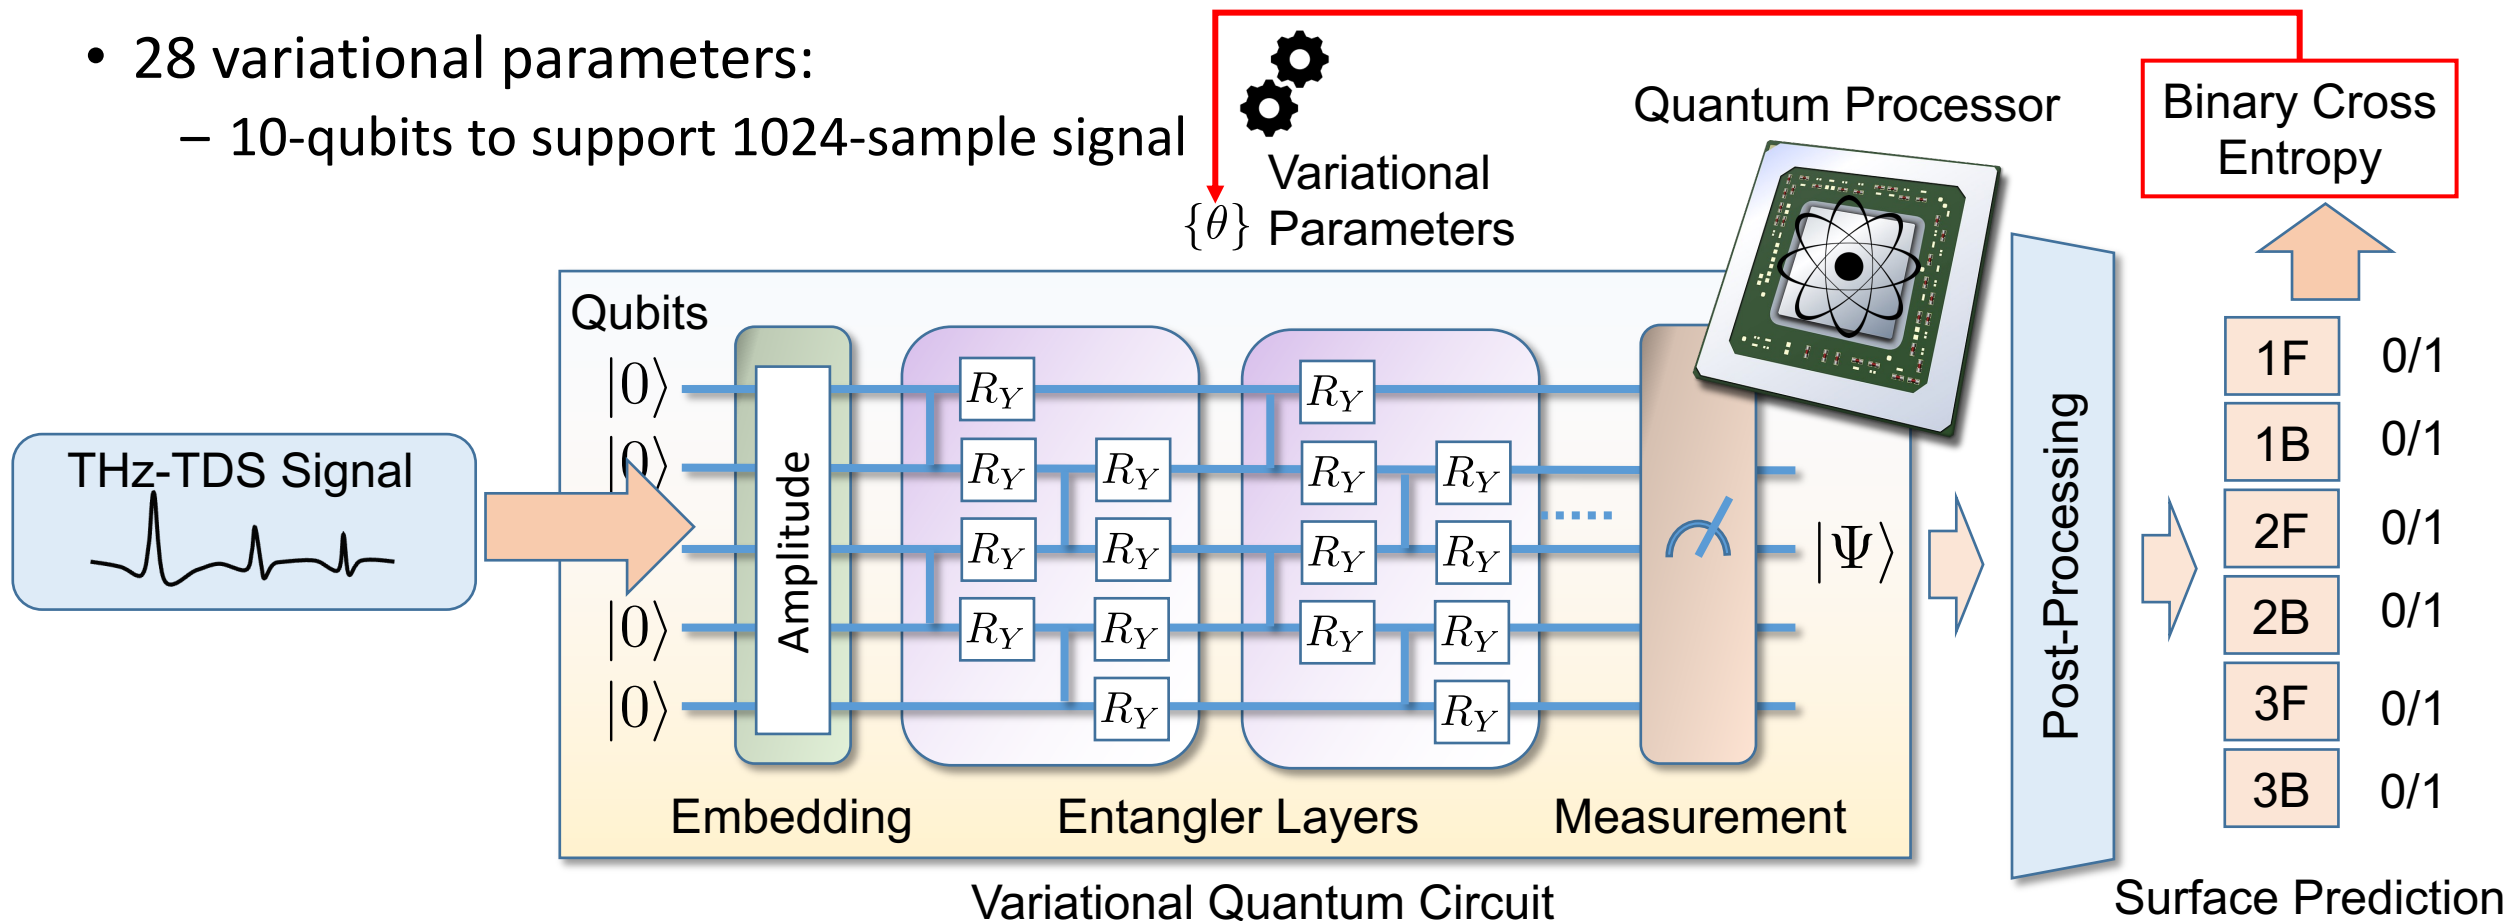 • 28 variational parameters:
– 10-qubits to support 1024-sample signal
Variational
{θ} Parameters
Quantum Processor
Binary Cross
Entropy
THz-TDS Signal
Qubits
|0⟩
|0⟩
|0⟩
|0⟩
Amplitude
R_Y
R_Y R_Y
R_Y R_Y
R_Y R_Y
R_Y
R_Y
R_Y R_Y
R_Y R_Y
R_Y R_Y
R_Y
|Ψ⟩
Embedding
Entangler Layers
Measurement
Variational Quantum Circuit
Post-Processing
1F 0/1
1B 0/1
2F 0/1
2B 0/1
3F 0/1
3B 0/1
Surface Prediction